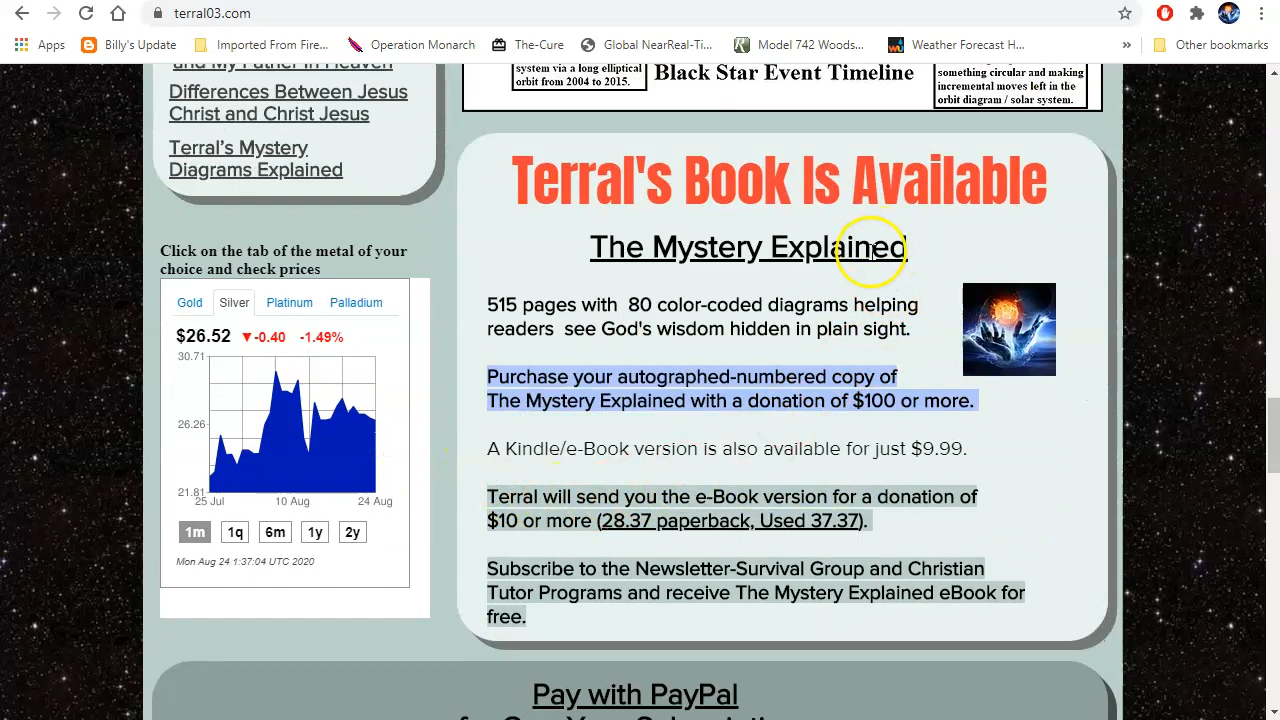 terral03.com
Apps
Billy's Update
Imported From Fire...
Operation Monarch
The-Cure
Global NearReal-Ti...
Model 742 Woods...
Weather Forecast H...
»
Other bookmarks
and My Father in Heaven
Differences Between Jesus
Christ and Christ Jesus
Terral's Mystery
Diagrams Explained
system via a long elliptical
orbit from 2004 to 2015.
Black Star Event Timeline
something circular and making
incremental moves left in the
orbit diagram / solar system.
Click on the tab of the metal of your
choice and check prices
Gold Silver Platinum Palladium
$26.52 ▼-0.40 -1.49%
30.71
26.26
21.81
25 Jul 10 Aug 24 Aug
1m 1q 6m 1y 2y
Mon Aug 24 1:37:04 UTC 2020
Terral's Book Is Available
The Mystery Explained
515 pages with 80 color-coded diagrams helping
readers see God's wisdom hidden in plain sight.
Purchase your autographed-numbered copy of
The Mystery Explained with a donation of $100 or more.
A Kindle/e-Book version is also available for just $9.99.
Terral will send you the e-Book version for a donation of
$10 or more (28.37 paperback, Used 37.37).
Subscribe to the Newsletter-Survival Group and Christian
Tutor Programs and receive The Mystery Explained eBook for
free.
Pay with PayPal